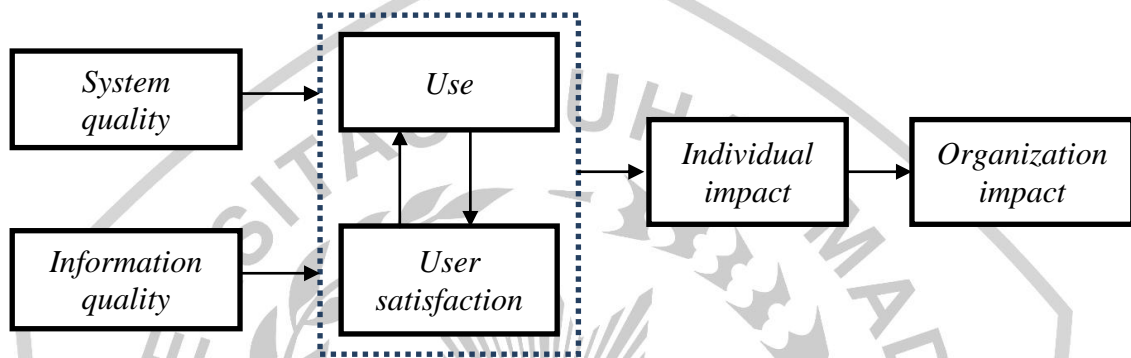 System
quality
Use
Individual
impact
Organization
impact
Information
quality
User
satisfaction